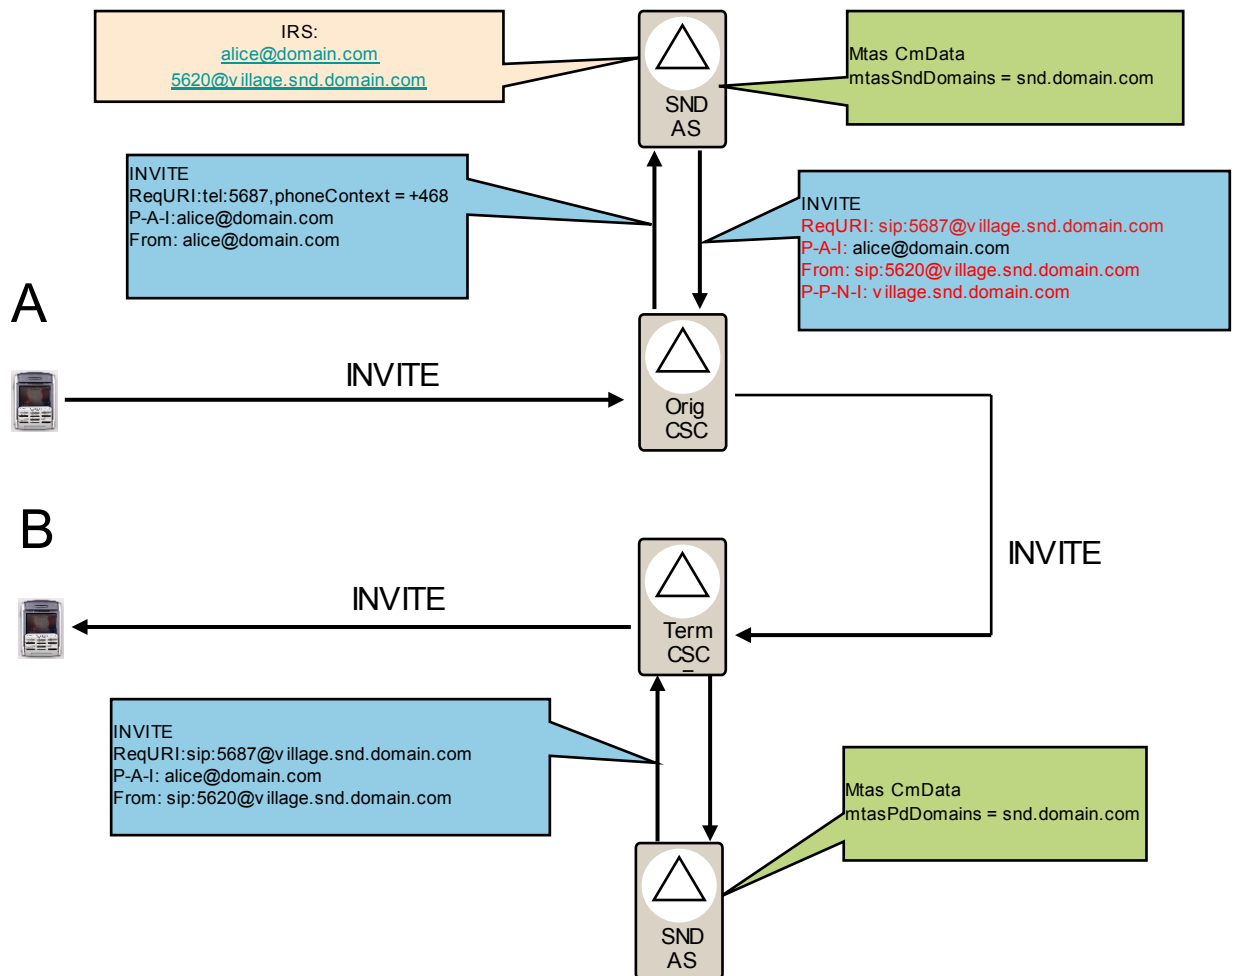 IRS:
alice@domain.com
5620@village.snd.domain.com
SND
AS
Mtas CmData
mtasSndDomains = snd.domain.com
INVITE
ReqURI:tel:5687,phoneContext = +468
P-A-I:alice@domain.com
From: alice@domain.com
INVITE
ReqURI: sip:5687@village.snd.domain.com
P-A-I: alice@domain.com
From: sip:5620@village.snd.domain.com
P-P-N-I: village.snd.domain.com
A
INVITE
Orig
CSC
B
INVITE
INVITE
Term
CSC
INVITE
ReqURI:sip:5687@village.snd.domain.com
P-A-I: alice@domain.com
From: sip:5620@village.snd.domain.com
Mtas CmData
mtasPdDomains = snd.domain.com
SND
AS